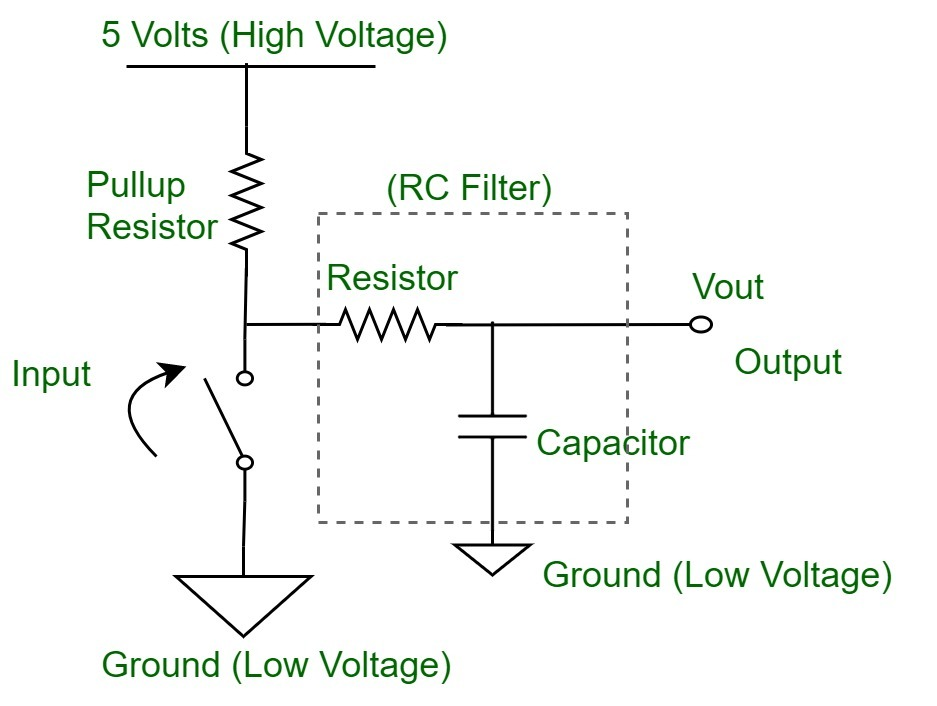 5 Volts (High Voltage)
Pullup
Resistor
(RC Filter)
Resistor
Vout
Output
Input
Capacitor
Ground (Low Voltage)
Ground (Low Voltage)